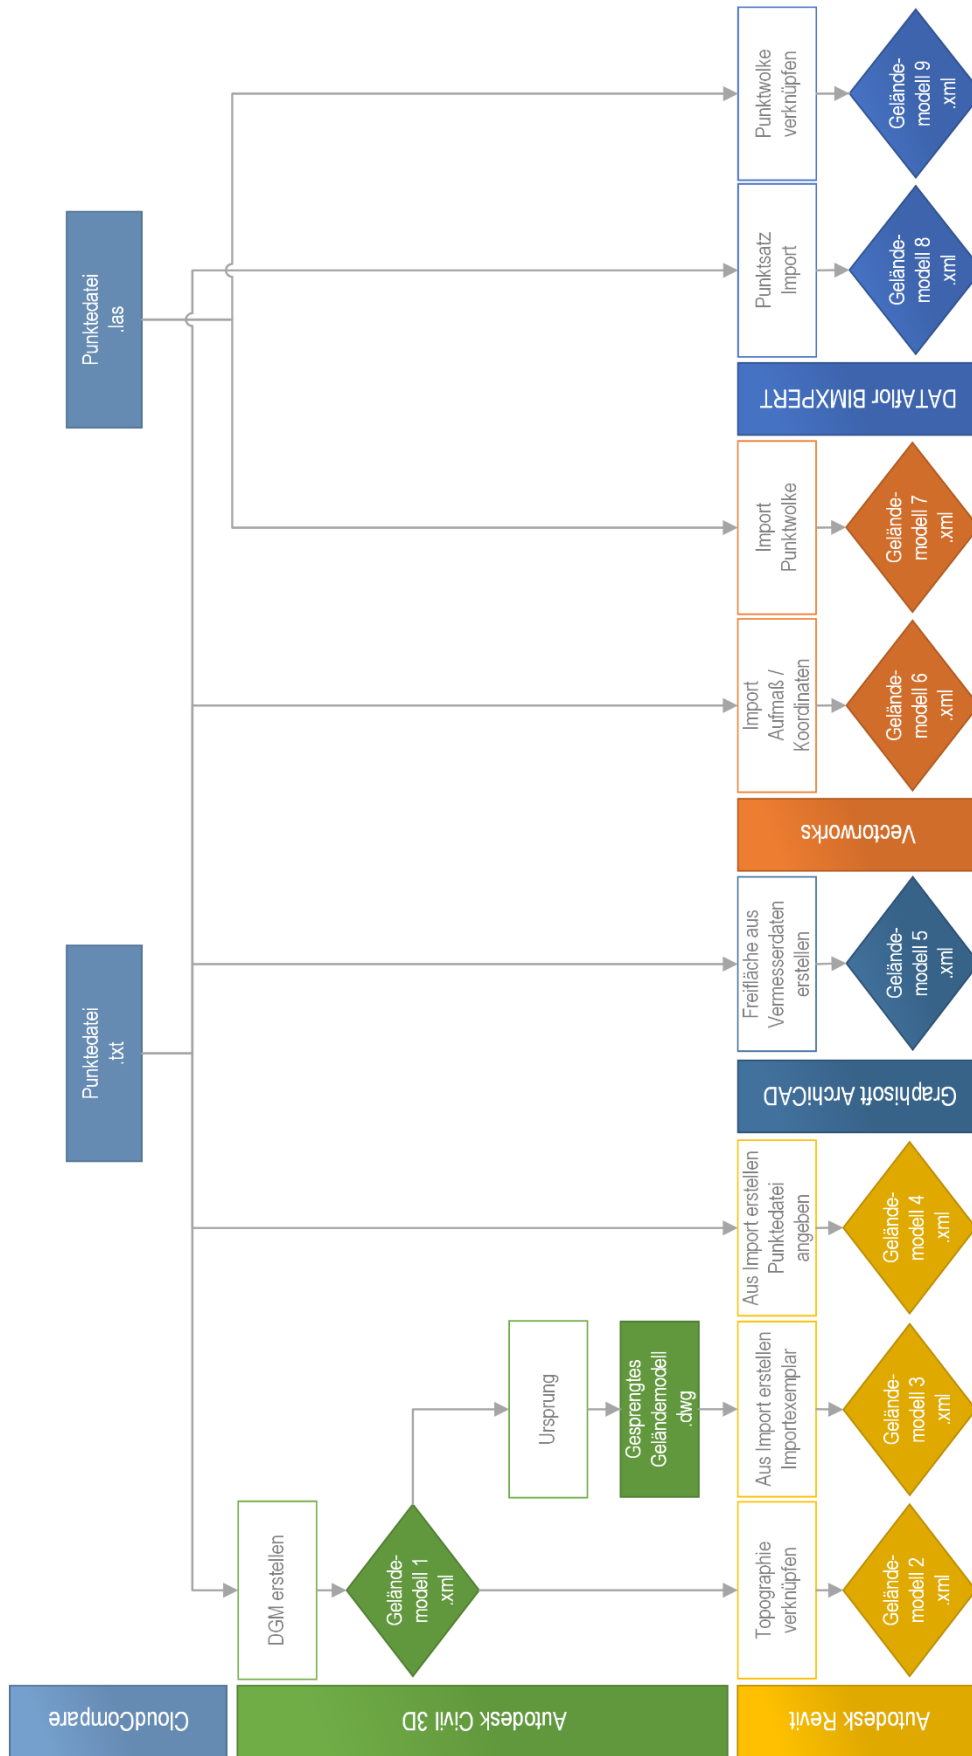 CloudCompare
Punktedatei
.txt
Punktedatei
.las
Autodesk Civil 3D
DGM erstellen
Gelände-
modell 1
.xml
Ursprung
Gesprengtes
Geländemodell
.dwg
Autodesk Revit
Topographie
verknüpfen
Gelände-
modell 2
.xml
Aus Import erstellen
Importexemplar
Gelände-
modell 3
.xml
Aus Import erstellen
Punktedatei
angeben
Gelände-
modell 4
.xml
Graphisoft ArchiCAD
Freifläche aus
Vermesserdaten
erstellen
Gelände-
modell 5
.xml
Vectorworks
Import
Aufmaß /
Koordinaten
Gelände-
modell 6
.xml
Import
Punktwolke
Gelände-
modell 7
.xml
DATAflor BIMXPERT
Punktsatz
Import
Gelände-
modell 8
.xml
Punktwolke
verknüpfen
Gelände-
modell 9
.xml